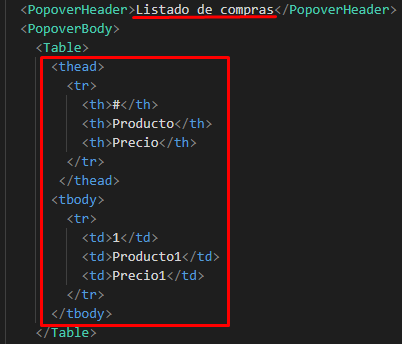 <PopoverHeader>Listado de compras</PopoverHeader>
<PopoverBody>
<Table>
<thead>
<tr>
<th>#</th>
<th>Producto</th>
<th>Precio</th>
</tr>
</thead>
<tbody>
<tr>
<td>1</td>
<td>Producto1</td>
<td>Precio1</td>
</tr>
</tbody>
</Table>